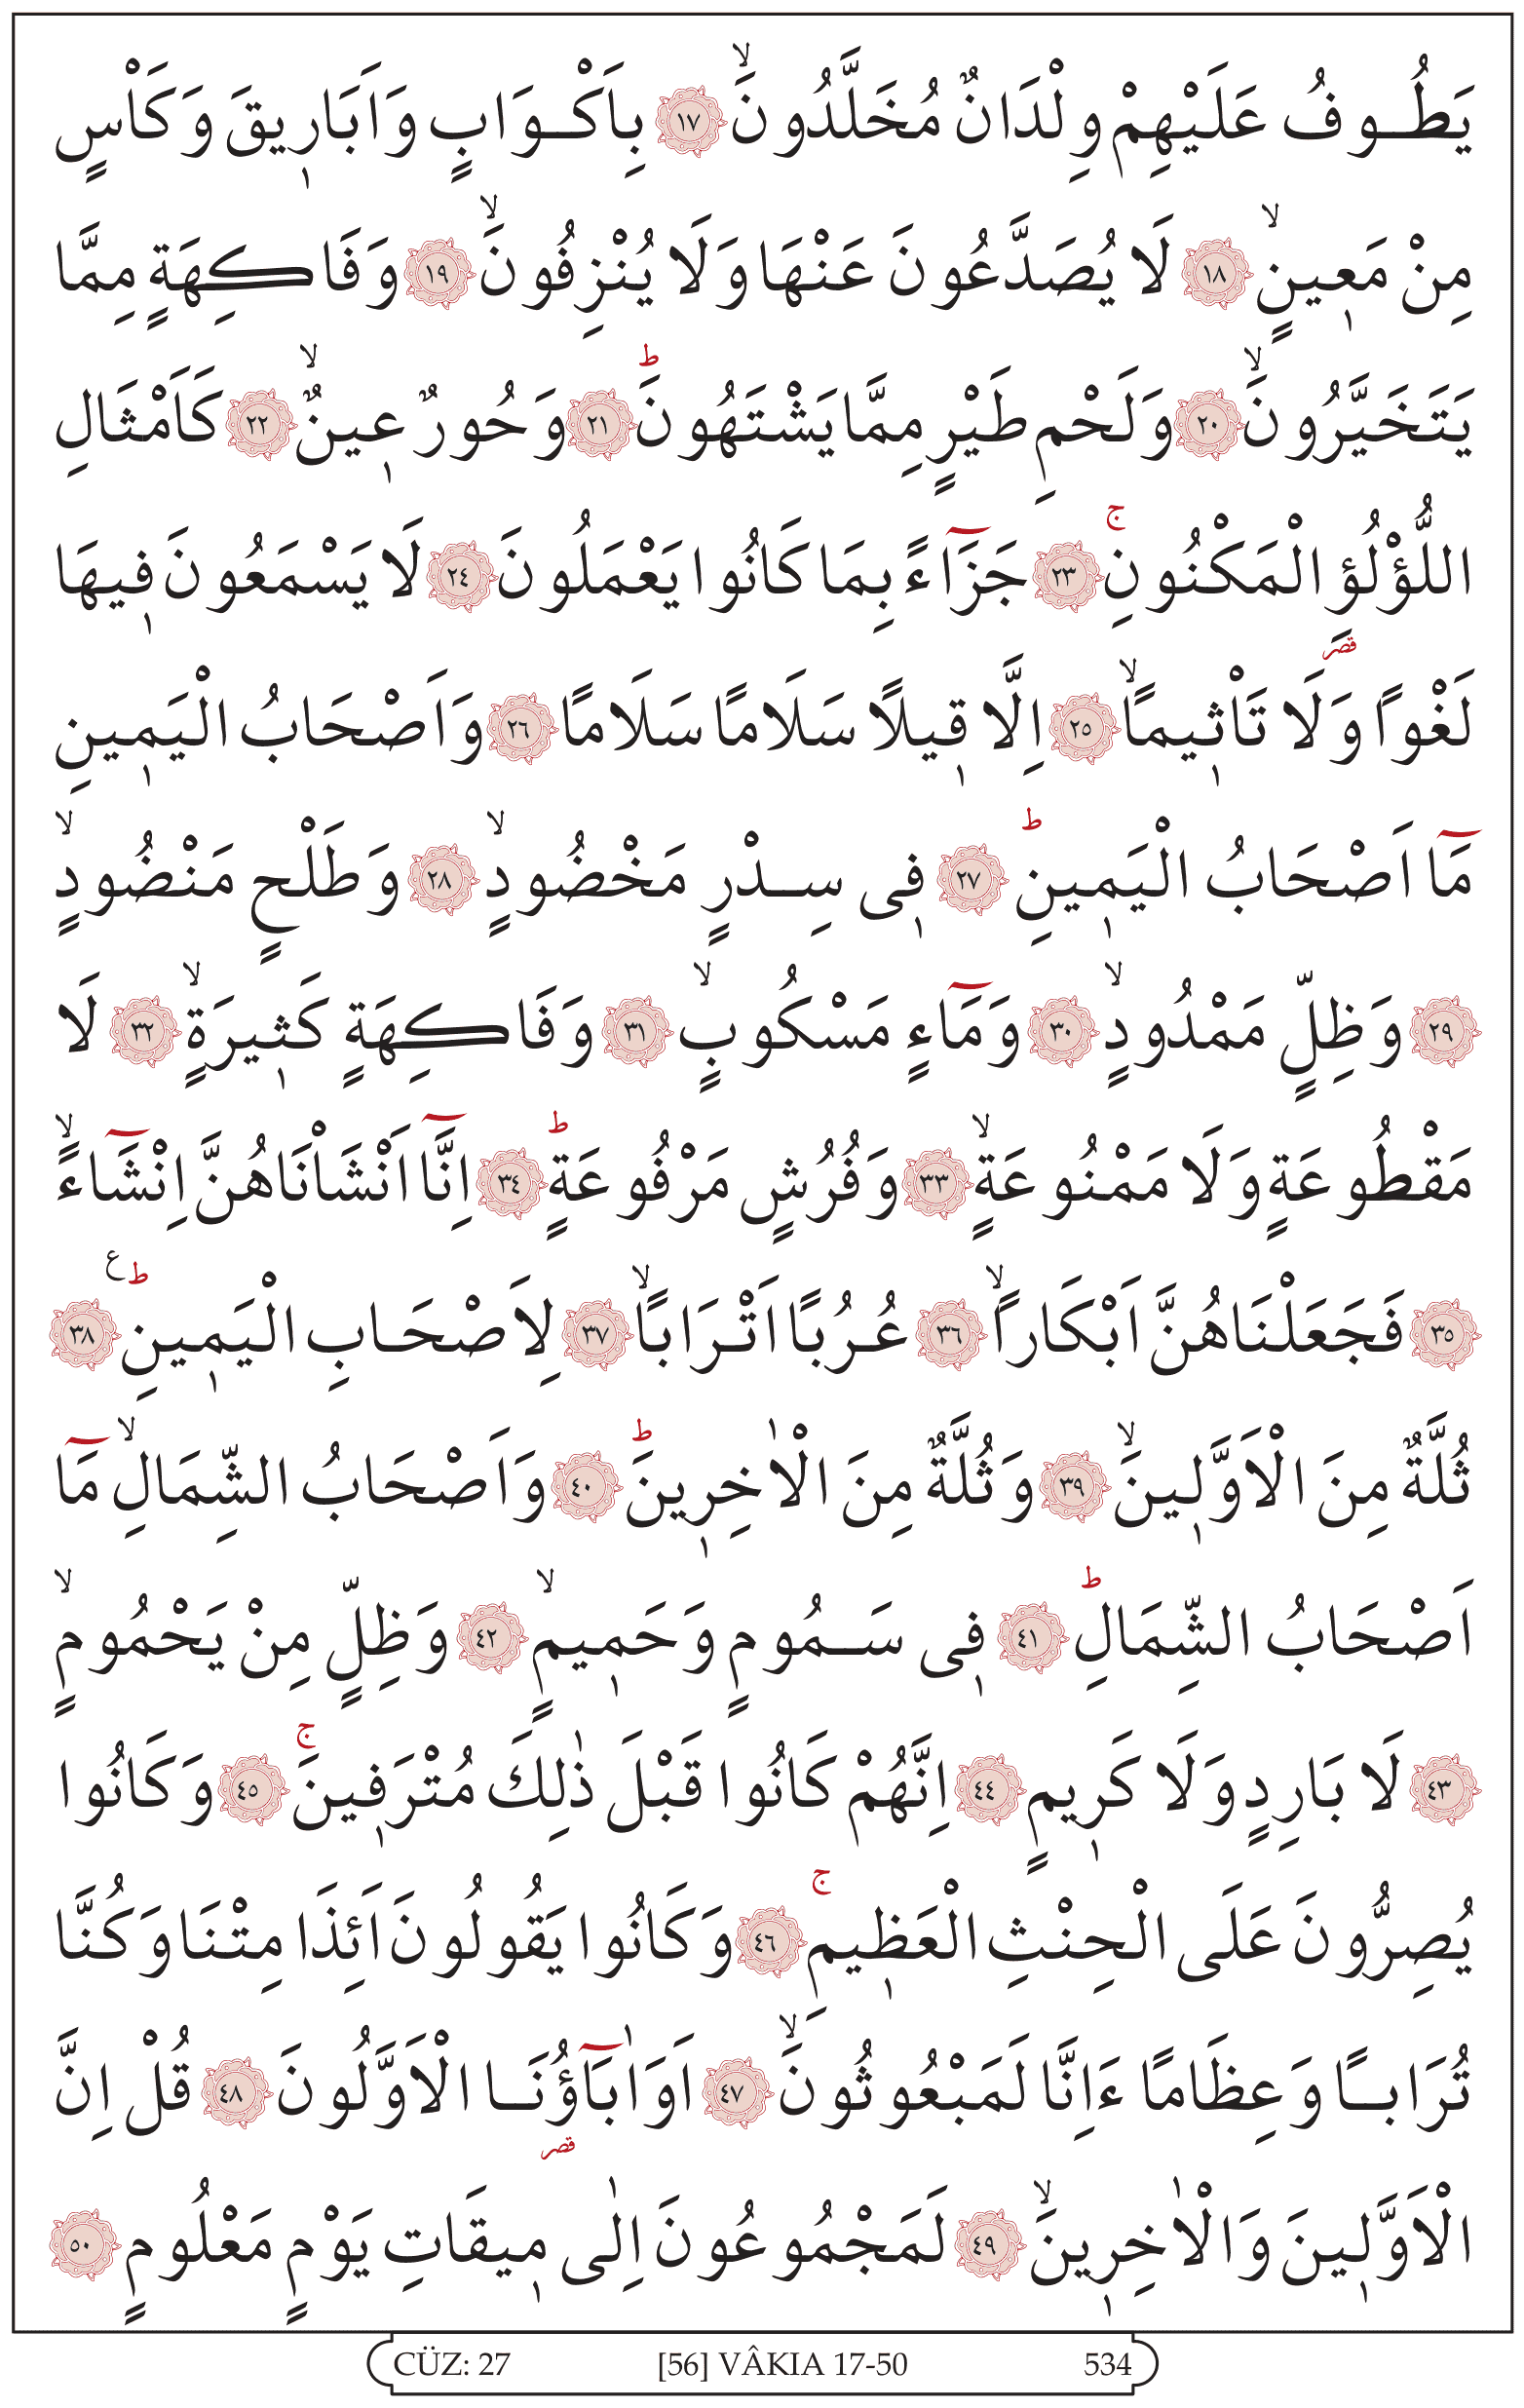 يَطُوفُ عَلَيْهِمْ وِلْدَانٌ مُخَلَّدُونَۙ ﴿١٧﴾ بِاَكْوَابٍ وَاَبَار۪يقَ وَكَاْسٍ
مِنْ مَع۪ينٍۙ ﴿١٨﴾ لَا يُصَدَّعُونَ عَنْهَا وَلَا يُنْزِفُونَۙ ﴿١٩﴾ وَفَاكِهَةٍ مِمَّا
يَتَخَيَّرُونَۙ ﴿٢٠﴾ وَلَحْمِ طَيْرٍ مِمَّا يَشْتَهُونَۜ ﴿٢١﴾ وَحُورٌ ع۪ينٌۙ ﴿٢٢﴾ كَاَمْثَالِ
اللُّؤْلُؤِ الْمَكْنُونِۚ ﴿٢٣﴾ جَزَٓاءً بِمَا كَانُوا يَعْمَلُونَ ﴿٢٤﴾ لَا يَسْمَعُونَ ف۪يهَا
لَغْواً وَلَا تَاْث۪يماًۙ ﴿٢٥﴾ اِلَّا ق۪يلاً سَلَامًا سَلَامًا ﴿٢٦﴾ وَاَصْحَابُ الْيَم۪ينِ
مَٓا اَصْحَابُ الْيَم۪ينِۜ ﴿٢٧﴾ ف۪ى سِدْرٍ مَخْضُودٍۙ ﴿٢٨﴾ وَطَلْحٍ مَنْضُودٍۙ
﴿٢٩﴾ وَظِلٍّ مَمْدُودٍۙ ﴿٣٠﴾ وَمَٓاءٍ مَسْكُوبٍۙ ﴿٣١﴾ وَفَاكِهَةٍ كَث۪يرَةٍۙ ﴿٣٢﴾ لَا
مَقْطُوعَةٍ وَلَا مَمْنُوعَةٍۙ ﴿٣٣﴾ وَفُرُشٍ مَرْفُوعَةٍۜ ﴿٣٤﴾ اِنَّٓا اَنْشَاْنَاهُنَّ اِنْشَٓاءًۙ
﴿٣٥﴾ فَجَعَلْنَاهُنَّ اَبْكَاراًۙ ﴿٣٦﴾ عُرُبًا اَتْرَابًاۙ ﴿٣٧﴾ لِاَصْحَابِ الْيَم۪ينِۜ ع ﴿٣٨﴾
ثُلَّةٌ مِنَ الْاَوَّل۪ينَۙ ﴿٣٩﴾ وَثُلَّةٌ مِنَ الْاٰخِر۪ينَۜ ﴿٤٠﴾ وَاَصْحَابُ الشِّمَالِۙ مَٓا
اَصْحَابُ الشِّمَالِۜ ﴿٤١﴾ ف۪ى سَمُومٍ وَحَم۪يمٍۙ ﴿٤٢﴾ وَظِلٍّ مِنْ يَحْمُومٍۙ
﴿٤٣﴾ لَا بَارِدٍ وَلَا كَر۪يمٍ ﴿٤٤﴾ اِنَّهُمْ كَانُوا قَبْلَ ذٰلِكَ مُتْرَف۪ينَۚ ﴿٤٥﴾ وَكَانُوا
يُصِرُّونَ عَلَى الْحِنْثِ الْعَظ۪يمِۚ ﴿٤٦﴾ وَكَانُوا يَقُولُونَ اَئِذَا مِتْنَا وَكُنَّا
تُرَابًا وَعِظَامًا ءَاِنَّا لَمَبْعُوثُونَۙ ﴿٤٧﴾ اَوَاٰبَٓاؤُنَا الْاَوَّلُونَ ﴿٤٨﴾ قُلْ اِنَّ
الْاَوَّل۪ينَ وَالْاٰخِر۪ينَۙ ﴿٤٩﴾ لَمَجْمُوعُونَ اِلٰى م۪يقَاتِ يَوْمٍ مَعْلُومٍ ﴿٥٠﴾
CÜZ: 27 [56] VÂKIA 17-50 534